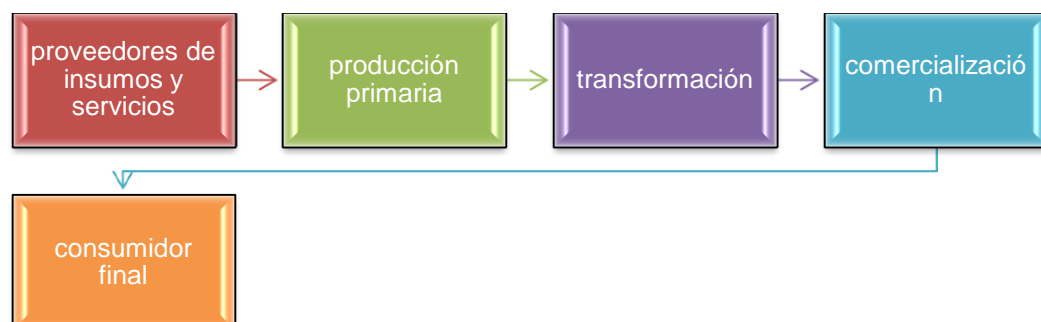 proveedores de
insumos y
servicios
producción
primaria
transformación
comercializació
n
consumidor
final